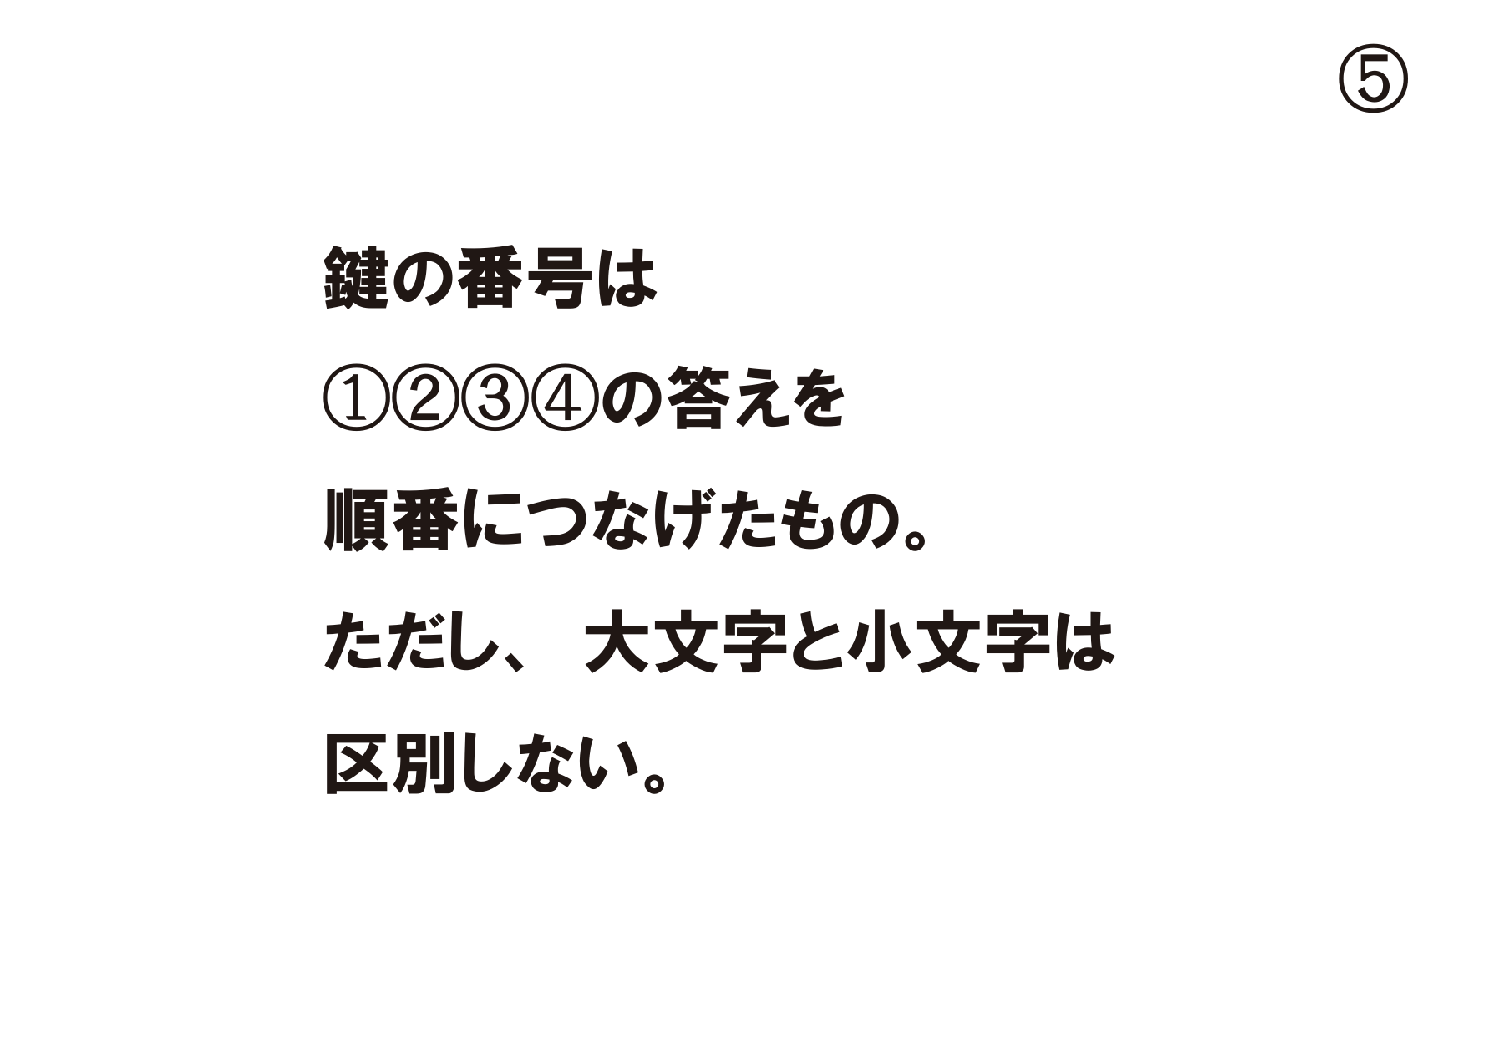 ⑤
鍵の番号は
①②③④の答えを
順番につなげたもの。
ただし、 大文字と小文字は
区別しない。